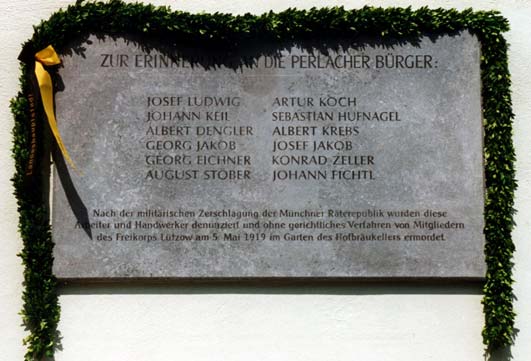 ZUR ERINNERUNG AN DIE PERLACHER BÜRGER:
JOSEF LUDWIG
JOHANN KEIL
ALBERT DENGLER
GEORG JAKOB
GEORG EICHNER
AUGUST STÖBER
ARTUR KOCH
SEBASTIAN HUFNAGEL
ALBERT KREBS
JOSEF JAKOB
KONRAD ZELLER
JOHANN FICHTL
Nach der militärischen Zerschlagung der Münchner Räterepublik wurden diese
Arbeiter und Handwerker denunziert und ohne gerichtliches Verfahren von Mitgliedern
des Freikorps Lützow am 5. Mai 1919 im Garten des Hofbräukellers ermordet.
Landeshauptstadt